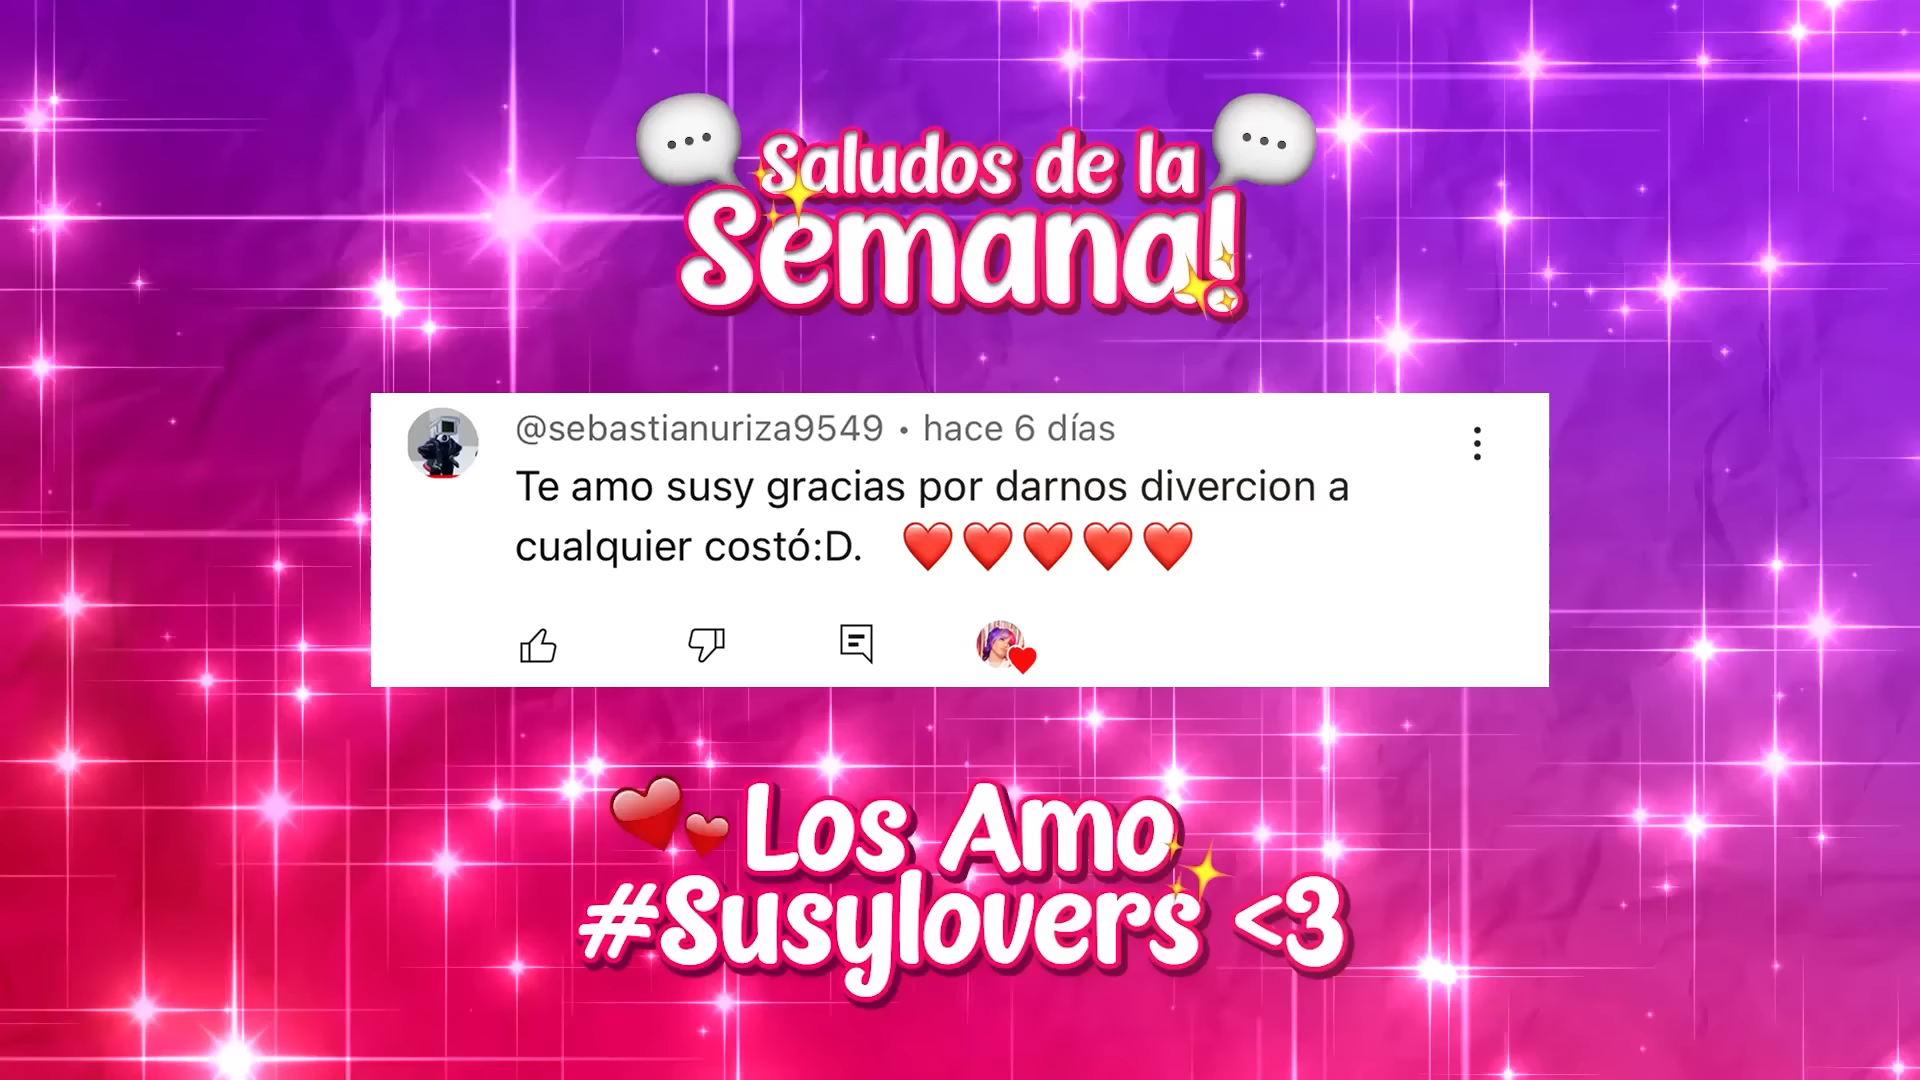 Saludos de la
Semana!
@sebastianuriza9549 • hace 6 días
Te amo susy gracias por darnos divercion a
cualquier costó:D. ❤️❤️❤️❤️❤️
Los Amo
#Susylovers <3